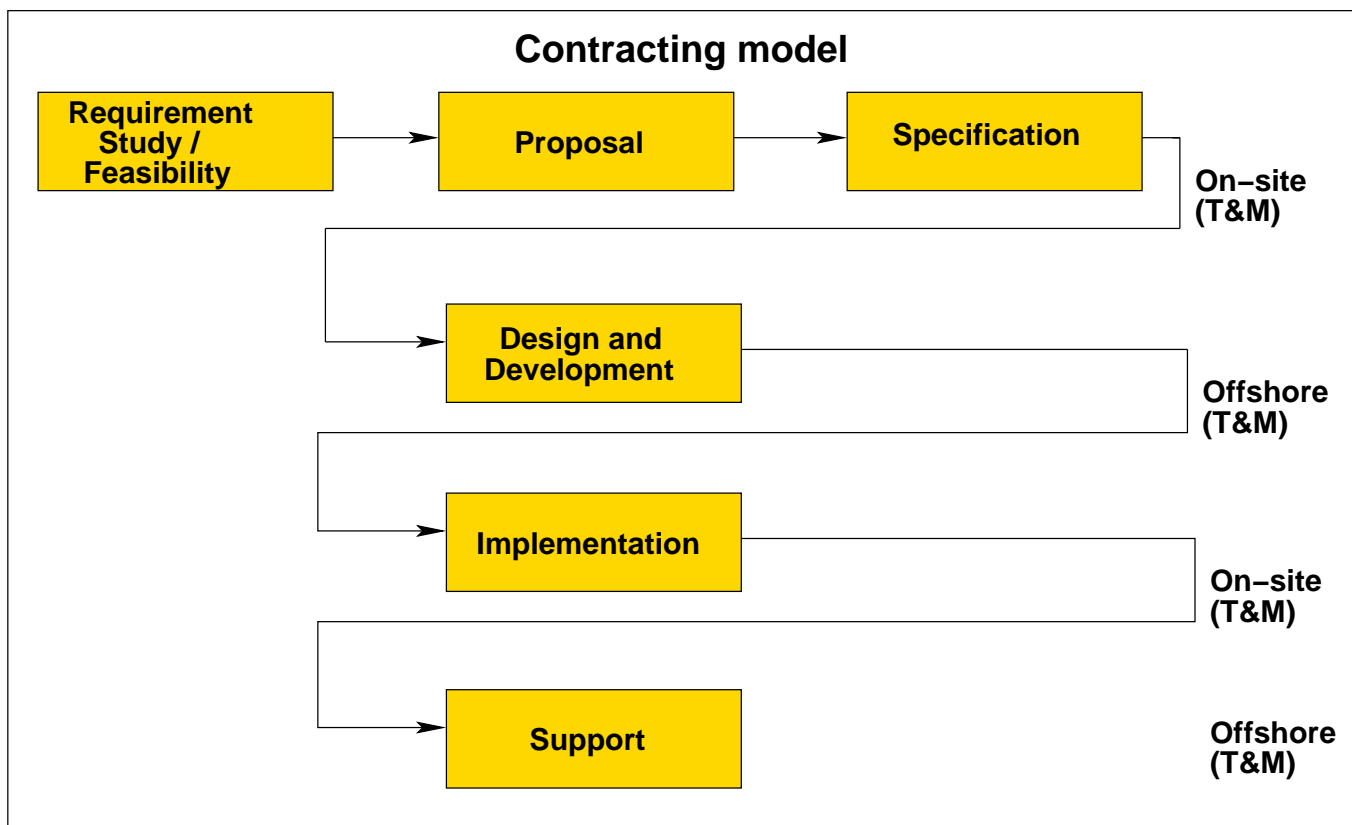 Contracting model
Requirement
Study /
Feasibility
Proposal
Specification
On−site
(T&M)
Design and
Development
Offshore
(T&M)
Implementation
On−site
(T&M)
Support
Offshore
(T&M)